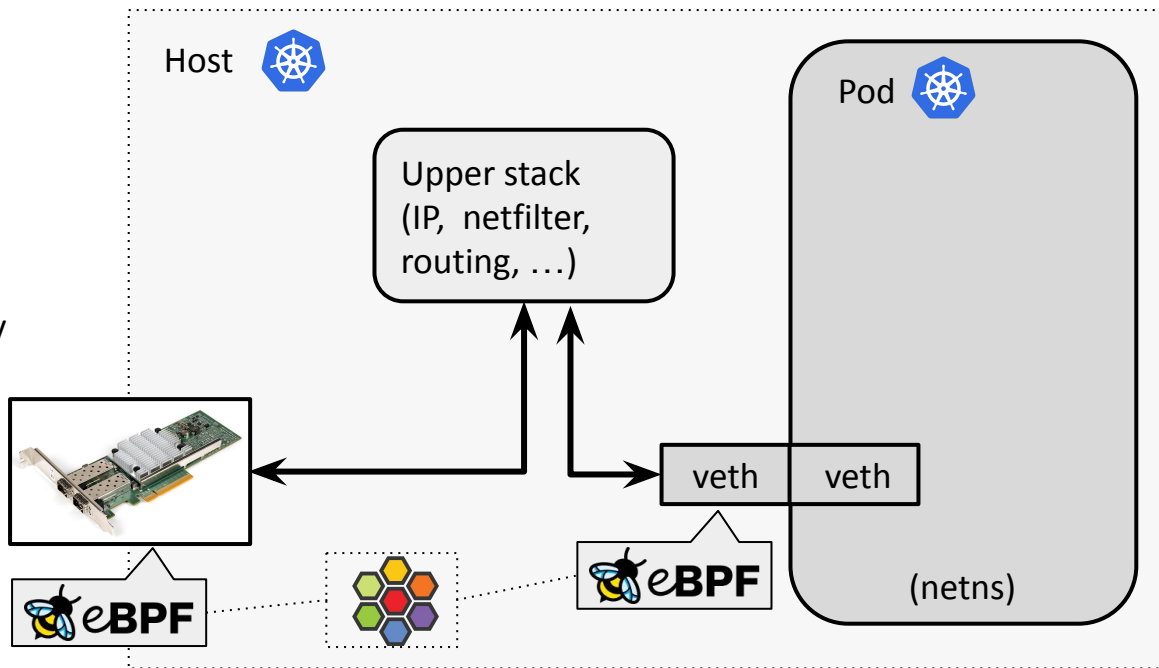 Host
Pod
Upper stack
(IP, netfilter,
routing, …)
y
veth
veth
eBPF
eBPF
(netns)